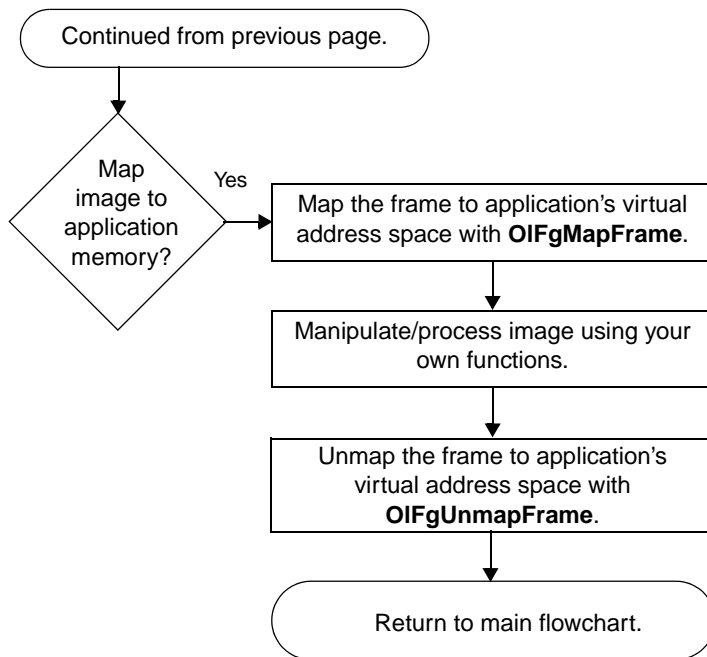 Continued from previous page.
Map
image to
application
memory?
Yes
Map the frame to application's virtual
address space with OlFgMapFrame.
Manipulate/process image using your
own functions.
Unmap the frame to application's
virtual address space with
OlFgUnmapFrame.
Return to main flowchart.